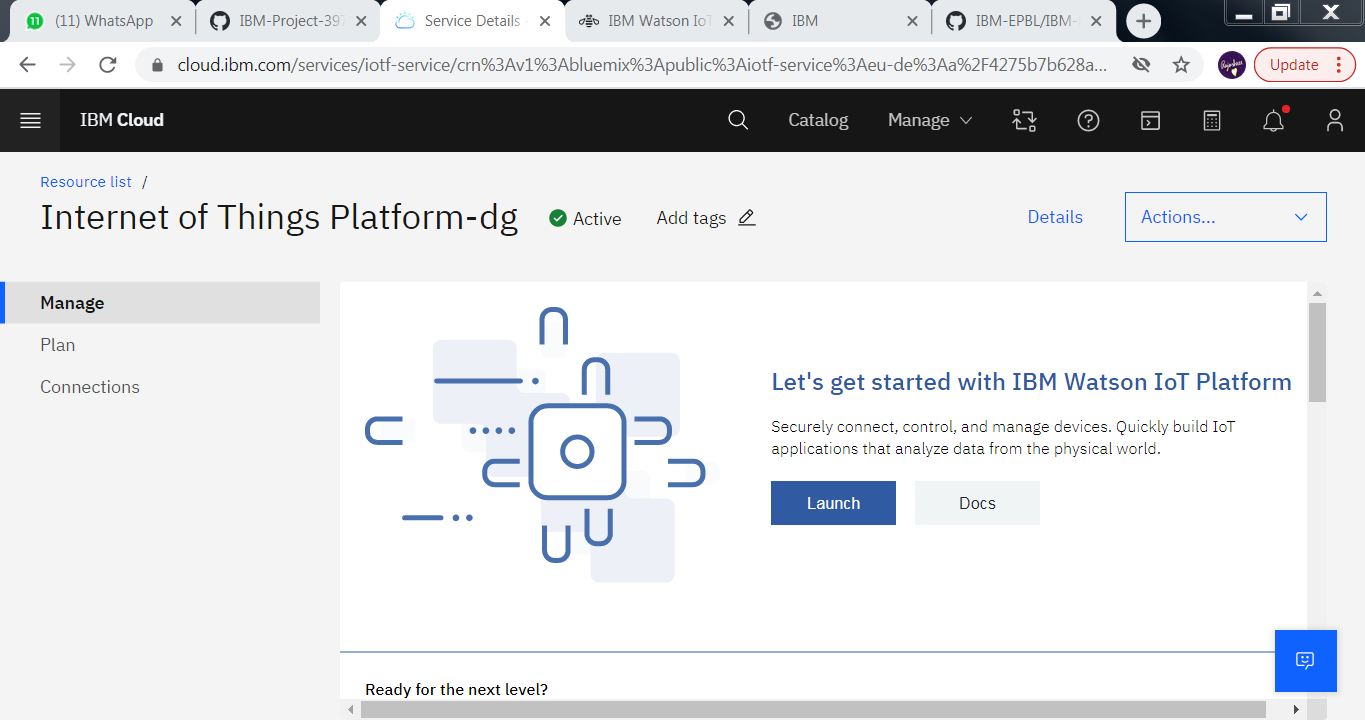 11 (11) WhatsApp
IBM-Project-397
Service Details -
IBM Watson IoT
IBM
IBM-EPBL/IBM-
cloud.ibm.com/services/iotf-service/crn%3Av1%3Abluemix%3Apublic%3Aiotf-service%3Aeu-de%3Aa%2F4275b7b628a...
Update
IBM Cloud
Catalog
Manage
Resource list /
Internet of Things Platform-dg
Active
Add tags
Details
Actions...
Manage
Plan
Connections
Let's get started with IBM Watson IoT Platform
Securely connect, control, and manage devices. Quickly build IoT
applications that analyze data from the physical world.
Launch
Docs
Ready for the next level?